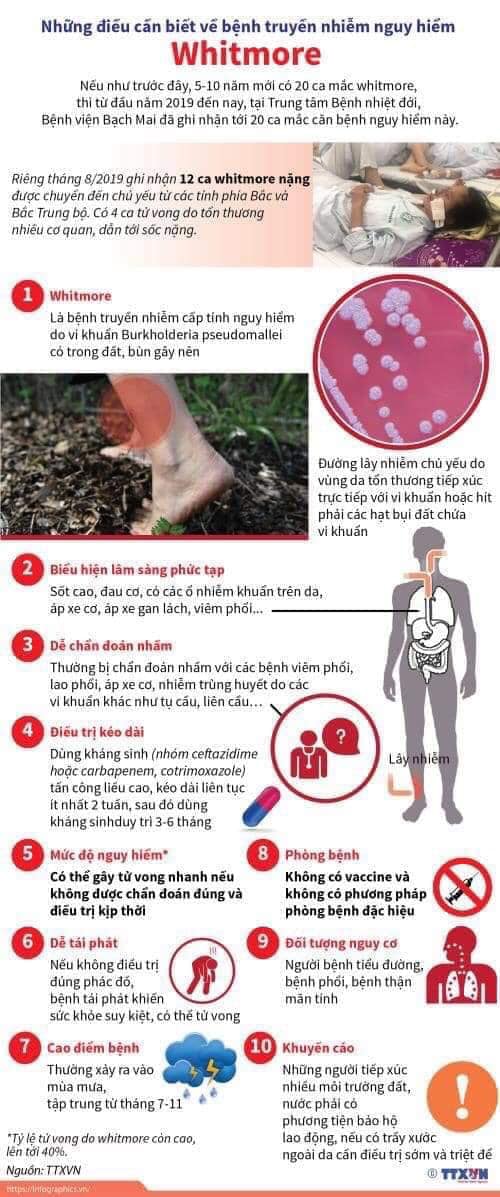 Những điều cần biết về bệnh truyền nhiễm nguy hiểm
Whitmore
Nếu như trước đây, 5-10 năm mới có 20 ca mắc whitmore,
thì từ đầu năm 2019 đến nay, tại Trung tâm Bệnh nhiệt đới,
Bệnh viện Bạch Mai đã ghi nhận tới 20 ca mắc căn bệnh nguy hiểm này.
Riêng tháng 8/2019 ghi nhận 12 ca whitmore nặng
được chuyển đến chủ yếu từ các tỉnh phía Bắc và
Bắc Trung bộ. Có 4 ca tử vong do tổn thương
nhiều cơ quan, dẫn tới sốc nặng.
1 Whitmore
Là bệnh truyền nhiễm cấp tính nguy hiểm
do vi khuẩn Burkholderia pseudomallei
có trong đất, bùn gây nên
Đường lây nhiễm chủ yếu do
vùng da tổn thương tiếp xúc
trực tiếp với vi khuẩn hoặc hít
phải các hạt bụi đất chứa
vi khuẩn
2 Biểu hiện lâm sàng phức tạp
Sốt cao, đau cơ, có các ổ nhiễm khuẩn trên da,
áp xe cơ, áp xe gan lách, viêm phổi...
3 Dễ chẩn đoán nhầm
Thường bị chẩn đoán nhầm với các bệnh viêm phổi,
lao phổi, áp xe cơ, nhiễm trùng huyết do các
vi khuẩn khác như tụ cầu, liên cầu...
4 Điều trị kéo dài
Dùng kháng sinh (nhóm ceftazidime
hoặc carbapenem, cotrimoxazole)
tấn công liều cao, kéo dài liên tục
ít nhất 2 tuần, sau đó dùng
kháng sinhduy trì 3-6 tháng
?
Lây nhiễm
5 Mức độ nguy hiểm*
Có thể gây tử vong nhanh nếu
không được chẩn đoán đúng và
điều trị kịp thời
6 Dễ tái phát
Nếu không điều trị
đúng phác đồ,
bệnh tái phát khiến
sức khỏe suy kiệt, có thể tử vong
7 Cao điểm bệnh
Thường xảy ra vào
mùa mưa,
tập trung từ tháng 7-11
8 Phòng bệnh
Không có vaccine và
không có phương pháp
phòng bệnh đặc hiệu
9 Đối tượng nguy cơ
Người bệnh tiểu đường,
bệnh phổi, bệnh thận
mãn tính
10 Khuyến cáo
Những người tiếp xúc
nhiều môi trường đất,
nước phải có
phương tiện bảo hộ
lao động, nếu có trầy xước
ngoài da cần điều trị sớm và triệt để
!
*Tỷ lệ tử vong do whitmore còn cao,
lên tới 40%.
Nguồn: TTXVN
https://infographics.vn/
© TTXVN